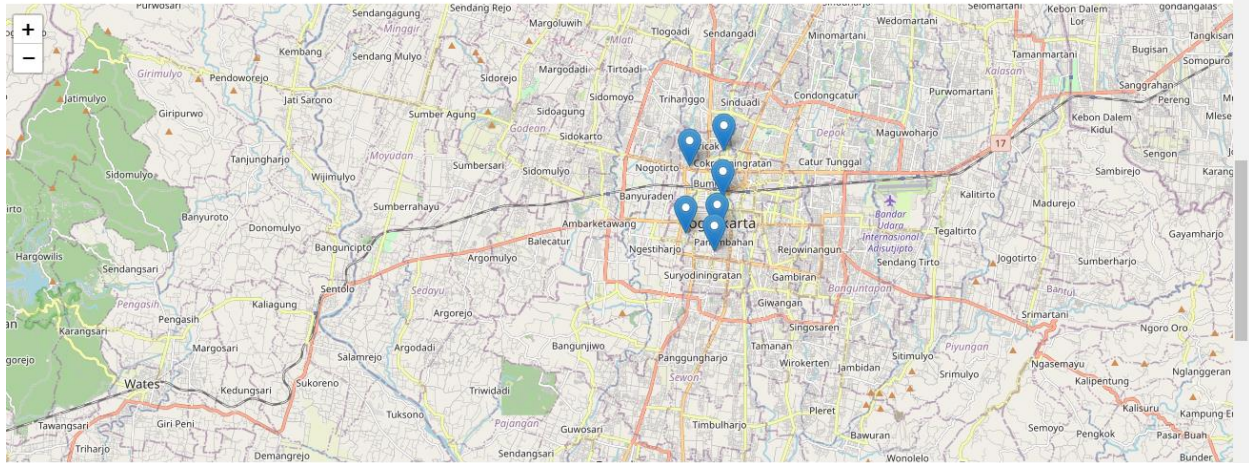 Purwosari
Sendangagung
Sendang Rejo
Margoluwih
Tlogoadi
Sendangadi
Wedomartani
Kebon Dalem
Lor
gondangalas
Minggir
Mlati
Minomartani
Tangkisan
+
−
Kembang
Sendang Mulyo
Margodadi
Tirtoadi
Tamanmartani
Bugisan
Somopuro
Girimulyo
Pendoworejo
Sidorejo
Kalasan
Jatimulyo
Jati Sarono
Sidoagung
Sidomoyo
Trihanggo
Sinduadi
Condongcatur
Purwomartani
Sanggrahan
Pereng
Giripurwo
Sumber Agung
Godean
Sidokarto
Depok
Maguwoharjo
Kebon Dalem
Kidul
Mlese
17
Tanjungharjo
Moyudan
Sumbersari
Sidomulyo
Nogotirto
Catur Tunggal
Sengon
Sidomulyo
Wijimulyo
Banyuraden
Kalitirto
Sambirejo
Karang
Banyuroto
Donomulyo
Sumberrahayu
Ambarketawang
Bandar
Udara
Internasional
Adisutjipto
Madurejo
Tegaltirto
Gayamharjo
Banguncipto
Balecatur
Ngestiharjo
Rejowinangun
Hargowilis
Sendangsari
Argomulyo
Sendang Tirto
Jogotirto
Sumberharjo
Suryodiningratan
Gambiran
Pengasih
Sentolo
Sedayu
Banguntapan
Bantul
Kaliagung
Giwangan
Pengasih
Argorejo
Srimartani
Karangsari
Singosaren
Ngoro Oro
Margosari
Argodadi
Bangunjiwo
Tamanan
Piyungan
Salamrejo
Panggungharjo
Wirokerten
Sitimulyo
Ngasemayu
Nglanggeran
Wates
Kedungsari
Sukoreno
Triwidadi
Sewon
Jambidan
Srimulyo
Kalipentung
Tuksono
Pleret
Kalisuru
Tawangsari
Giri Peni
Pajangan
Guwosari
Timbulharjo
Bawuran
Semoyo
Pengkok
Pasar Buah
Triharjo
Demangrejo
Sendangsari
Wonolelo
Bunder